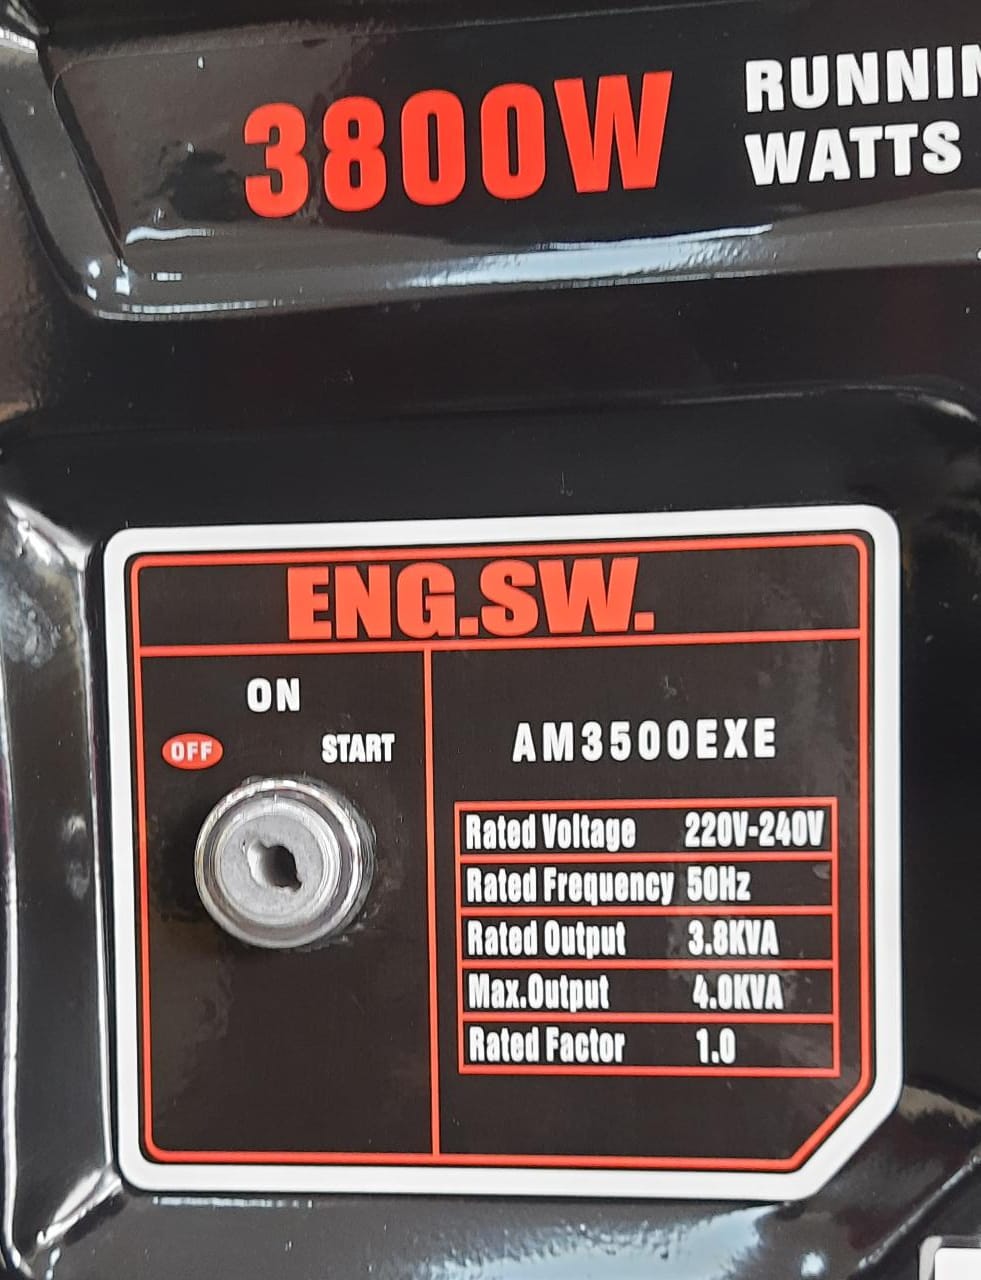 3800W
RUNNIN
WATTS
ENG.SW.
ON
OFF
START
AM3500EXE
Rated Voltage 220V-240V
Rated Frequency 50Hz
Rated Output 3.8KVA
Max.Output 4.0KVA
Rated Factor 1.0